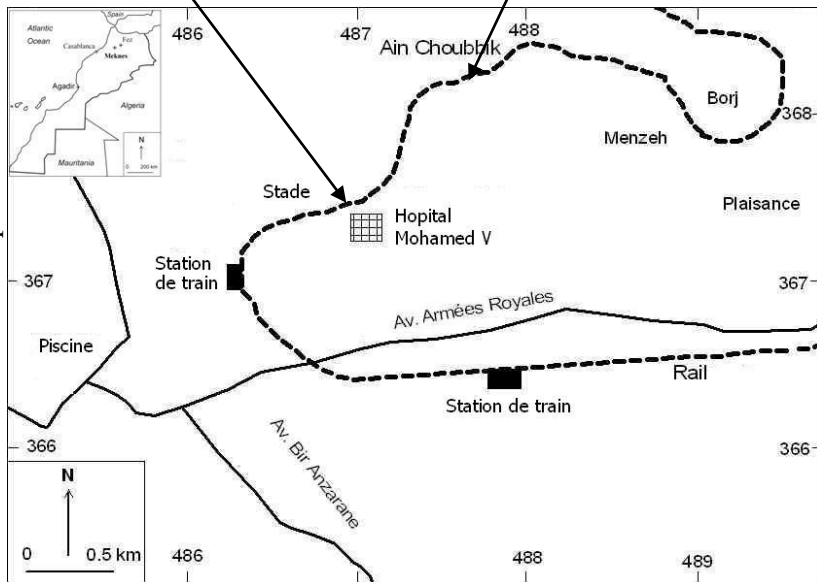 486
487
488
Atlantic
Ocean
Spain
Casablanca
Fez
Meknes
Agadir
Algeria
Mauritania
N
0 200 km
Ain Choubbik
Borj
368
Menzeh
Stade
Plaisance
Hopital
Mohamed V
Station
de train
367
367
Av. Armées Royales
Piscine
Rail
Station de train
366
366
Av. Bir Anzarane
N
0 0.5 km
486
488
489